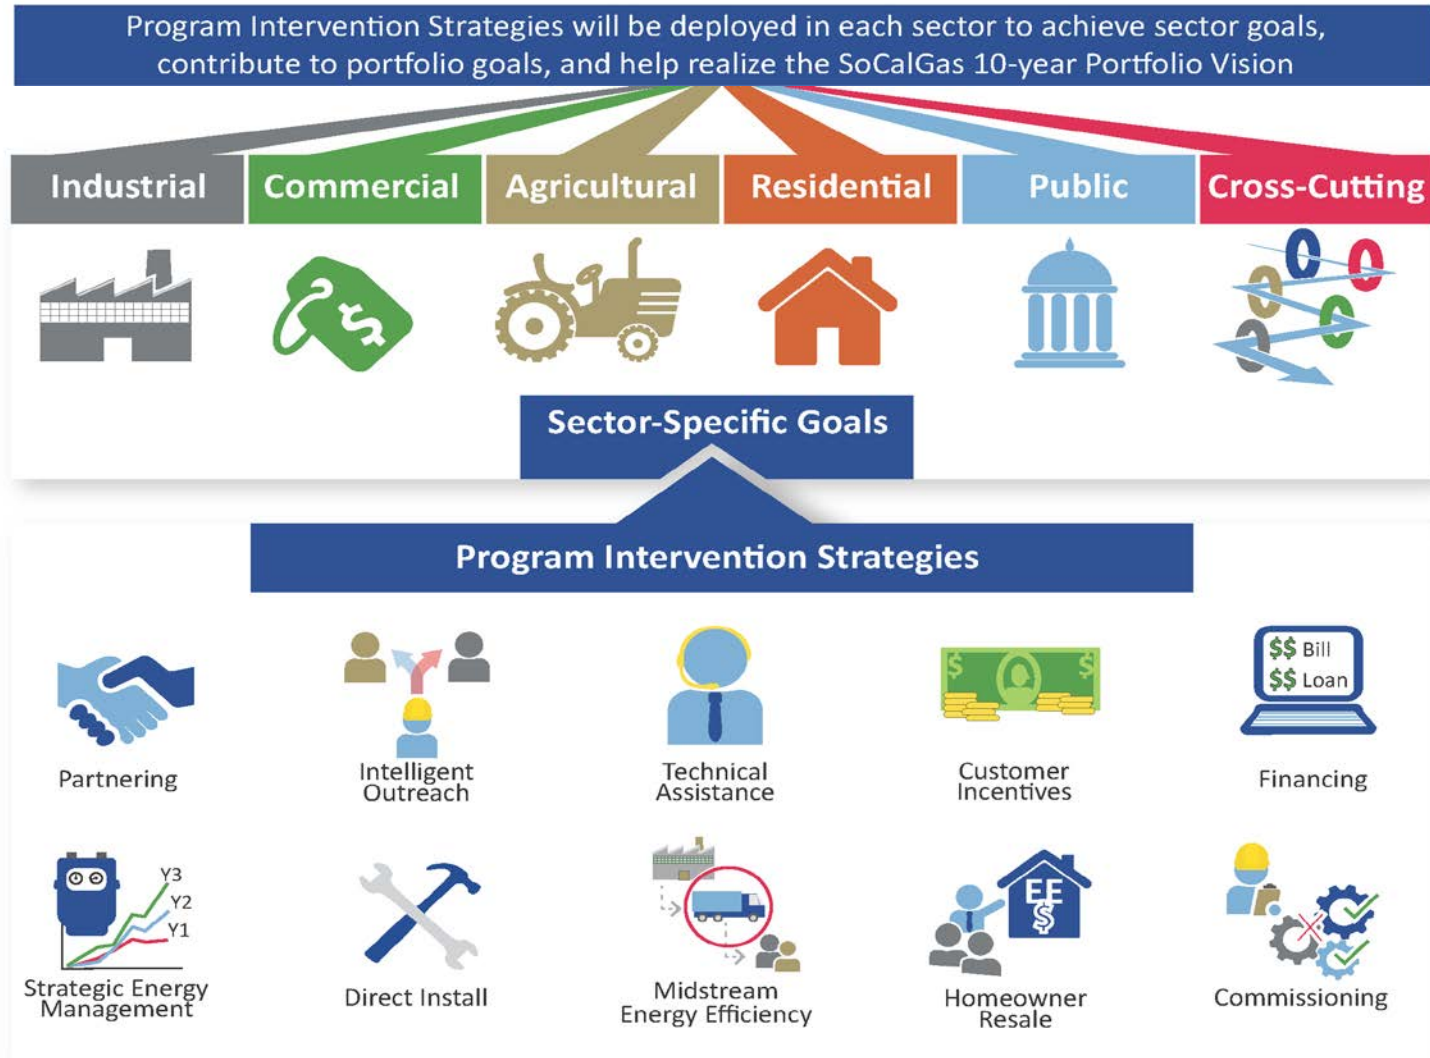 Program Intervention Strategies will be deployed in each sector to achieve sector goals,
contribute to portfolio goals, and help realize the SoCalGas 10-year Portfolio Vision
Industrial
Commercial
Agricultural
Residential
Public
Cross-Cutting
$
Sector-Specific Goals
Program Intervention Strategies
$ $
$$ Bill
$$ Loan
Partnering
Intelligent
Outreach
Technical
Assistance
Customer
Incentives
Financing
Y3
Y2
Y1
EE
$
Strategic Energy
Management
Direct Install
Midstream
Energy Efficiency
Homeowner
Resale
Commissioning